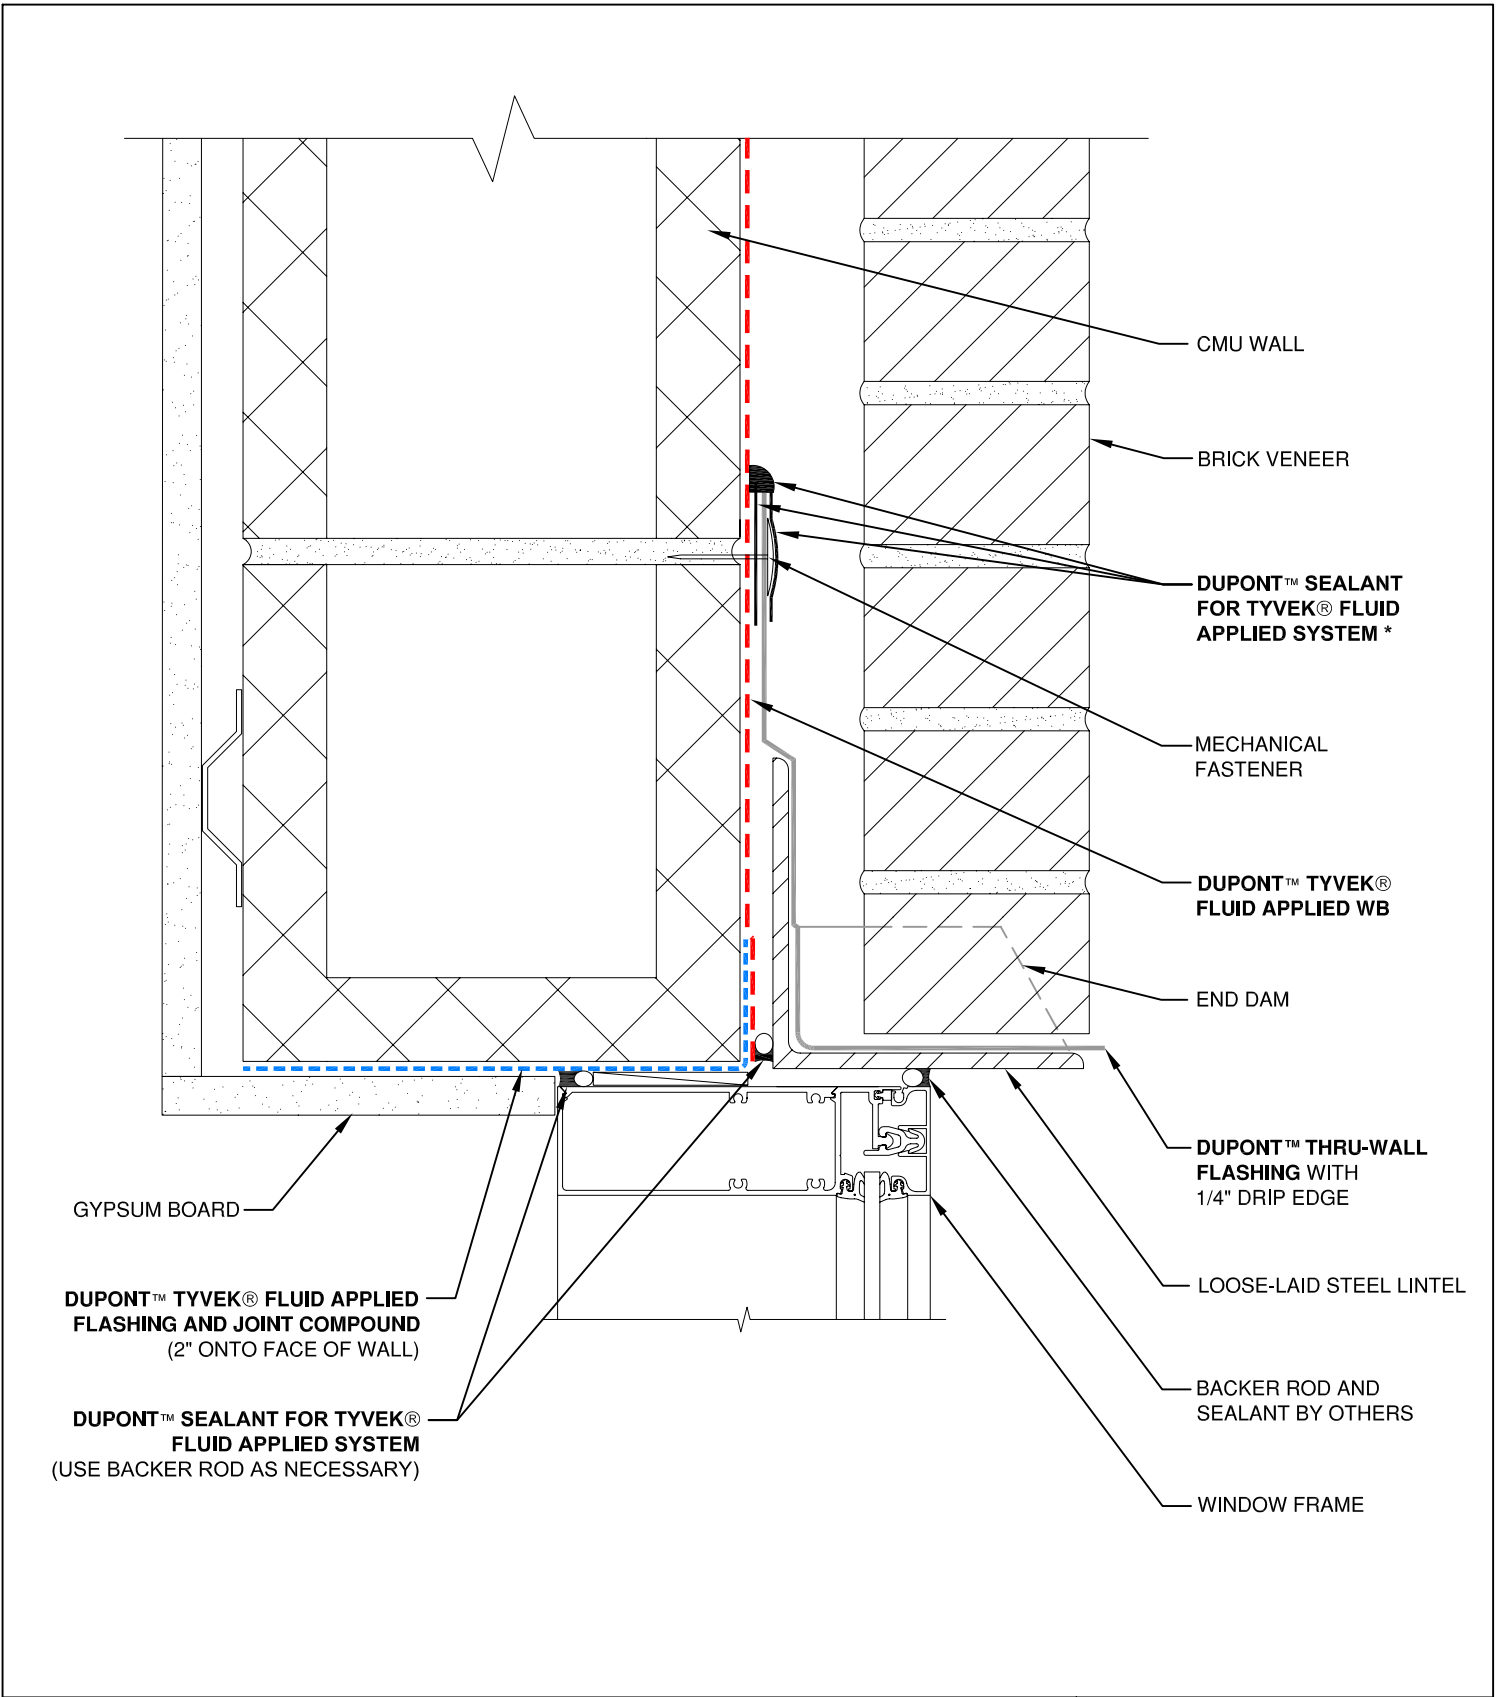 CMU WALL
BRICK VENEER
DUPONT™ SEALANT
FOR TYVEK® FLUID
APPLIED SYSTEM *
MECHANICAL
FASTENER
DUPONT™ TYVEK®
FLUID APPLIED WB
END DAM
DUPONT™ THRU-WALL
FLASHING WITH
1/4" DRIP EDGE
LOOSE-LAID STEEL LINTEL
BACKER ROD AND
SEALANT BY OTHERS
WINDOW FRAME
GYPSUM BOARD
DUPONT™ TYVEK® FLUID APPLIED
FLASHING AND JOINT COMPOUND
(2" ONTO FACE OF WALL)
DUPONT™ SEALANT FOR TYVEK®
FLUID APPLIED SYSTEM
(USE BACKER ROD AS NECESSARY)